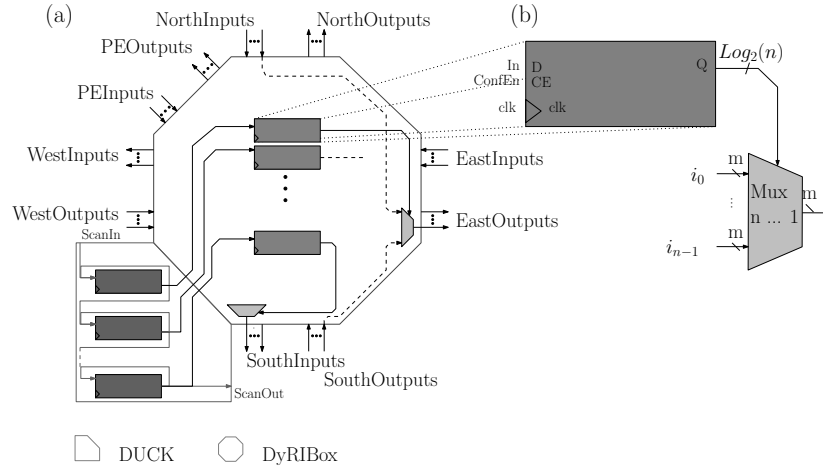 (a)
(b)
NorthInputs
NorthOutputs
PEOutputs
PEInputs
WestInputs
WestOutputs
EastInputs
EastOutputs
SouthInputs
SouthOutputs
ScanIn
ScanOut
DUCK
DyRIBox
In
D
ConfEn
CE
clk
clk
Q
Log₂(n)
m
i₀
Mux
m
n ... 1
m
iₙ₋₁